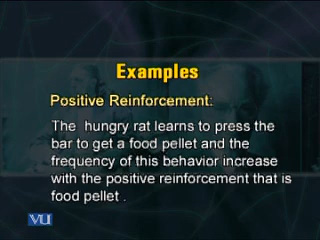 Examples
Positive Reinforcement:
The hungry rat learns to press the
bar to get a food pellet and the
frequency of this behavior increase
with the positive reinforcement that is
food pellet .
VU